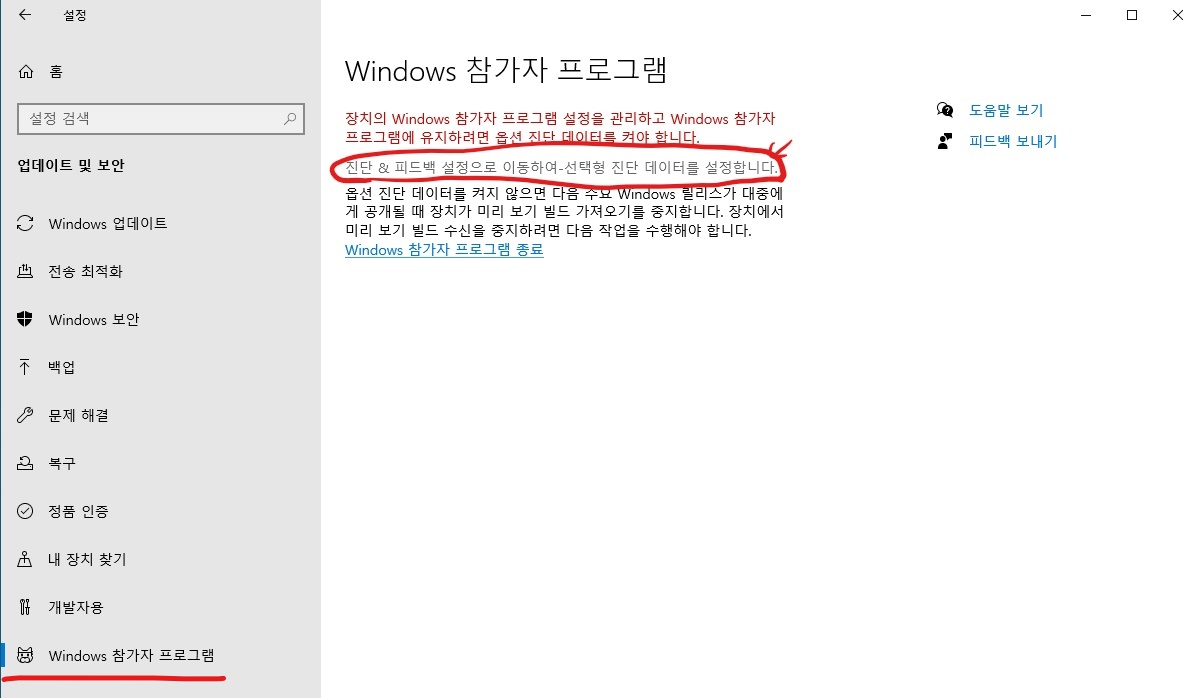 설정
홈
설정 검색
업데이트 및 보안
Windows 업데이트
전송 최적화
Windows 보안
백업
문제 해결
복구
정품 인증
내 장치 찾기
개발자용
Windows 참가자 프로그램
Windows 참가자 프로그램
장치의 Windows 참가자 프로그램 설정을 관리하고 Windows 참가자
프로그램에 유지하려면 옵션 진단 데이터를 켜야 합니다.
진단 & 피드백 설정으로 이동하여-선택형 진단 데이터를 설정합니다.
옵션 진단 데이터를 켜지 않으면 다음 수요 Windows 릴리스가 대중에
게 공개될 때 장치가 미리 보기 빌드 가져오기를 중지합니다. 장치에서
미리 보기 빌드 수신을 중지하려면 다음 작업을 수행해야 합니다.
Windows 참가자 프로그램 종료
도움말 보기
피드백 보내기